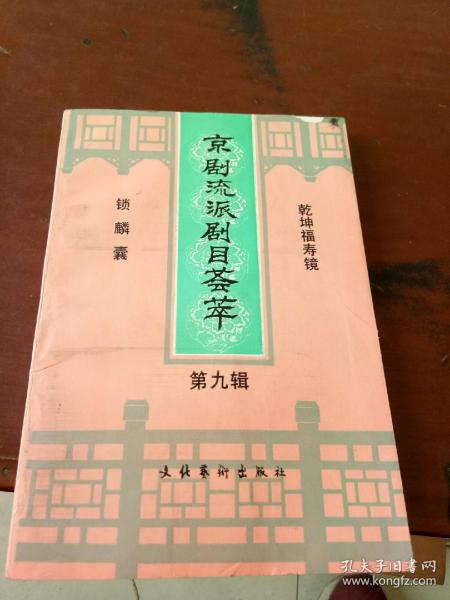 京剧流派剧目荟萃
乾坤福寿镜
锁麟囊
第九辑
文化艺術出版社
孔夫子旧书网
www.kongfz.com